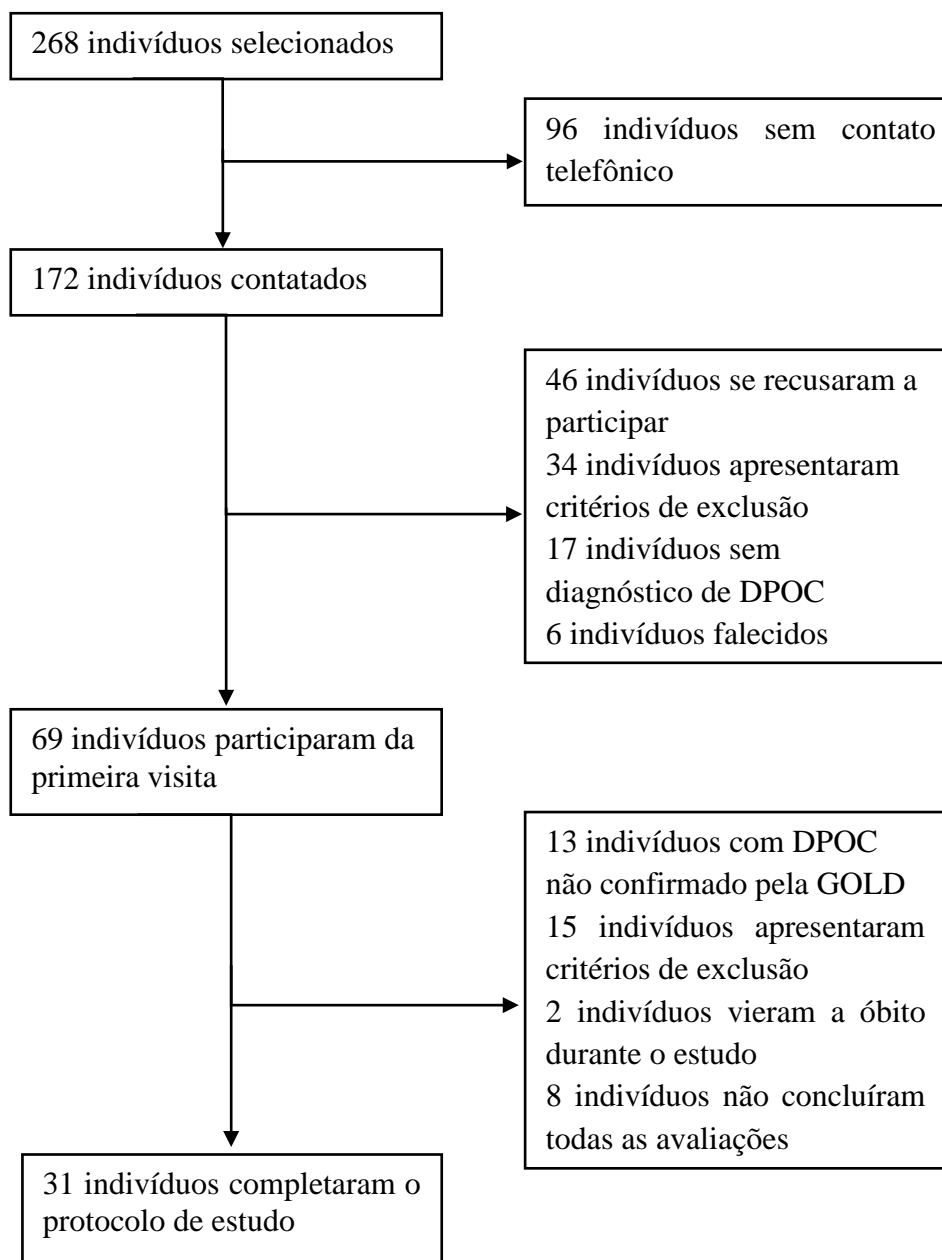 268 indivíduos selecionados
96 indivíduos sem contato
telefônico
172 indivíduos contatados
46 indivíduos se recusaram a
participar
34 indivíduos apresentaram
critérios de exclusão
17 indivíduos sem
diagnóstico de DPOC
6 indivíduos falecidos
69 indivíduos participaram da
primeira visita
13 indivíduos com DPOC
não confirmado pela GOLD
15 indivíduos apresentaram
critérios de exclusão
2 indivíduos vieram a óbito
durante o estudo
8 indivíduos não concluíram
todas as avaliações
31 indivíduos completaram o
protocolo de estudo